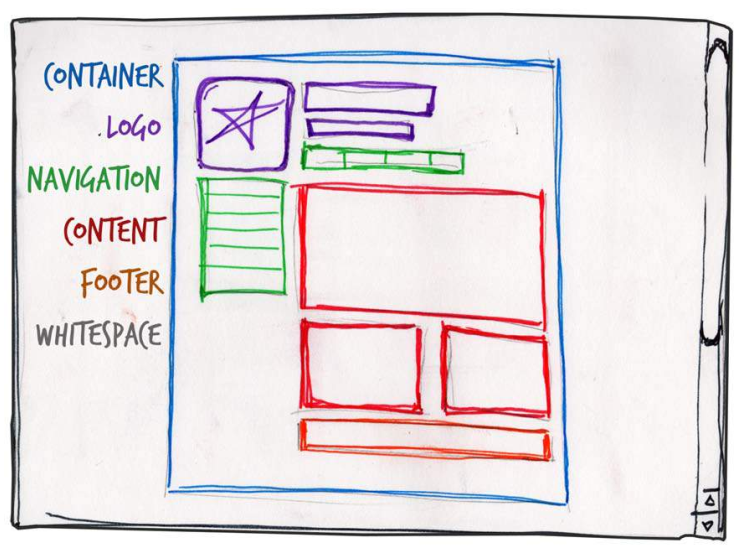 CONTAINER
.LOGO
NAVIGATION
CONTENT
FOOTER
WHITESPACE